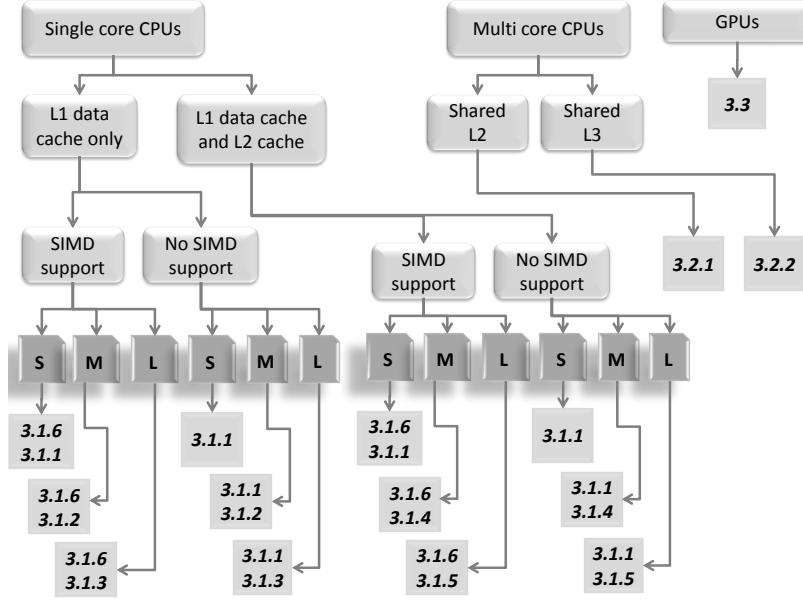 Single core CPUs
Multi core CPUs
GPUs
L1 data
cache only
L1 data cache
and L2 cache
Shared
L2
Shared
L3
3.3
SIMD
support
No SIMD
support
SIMD
support
No SIMD
support
3.2.1
3.2.2
S
M
L
S
M
L
S
M
L
S
M
L
3.1.6
3.1.1
3.1.1
3.1.6
3.1.1
3.1.1
3.1.6
3.1.2
3.1.1
3.1.2
3.1.6
3.1.4
3.1.1
3.1.4
3.1.6
3.1.3
3.1.1
3.1.3
3.1.6
3.1.5
3.1.1
3.1.5